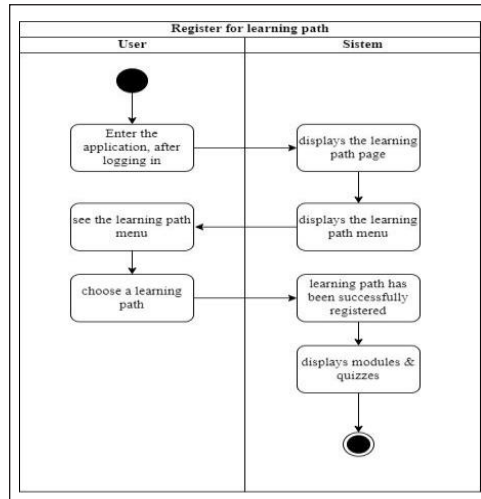 Register for learning path
User
Sistem
Enter the
application, after
logging in
displays the learning
path page
see the learning path
menu
displays the learning
path menu
choose a learning
path
learning path has
been successfully
registered
displays modules &
quizzes